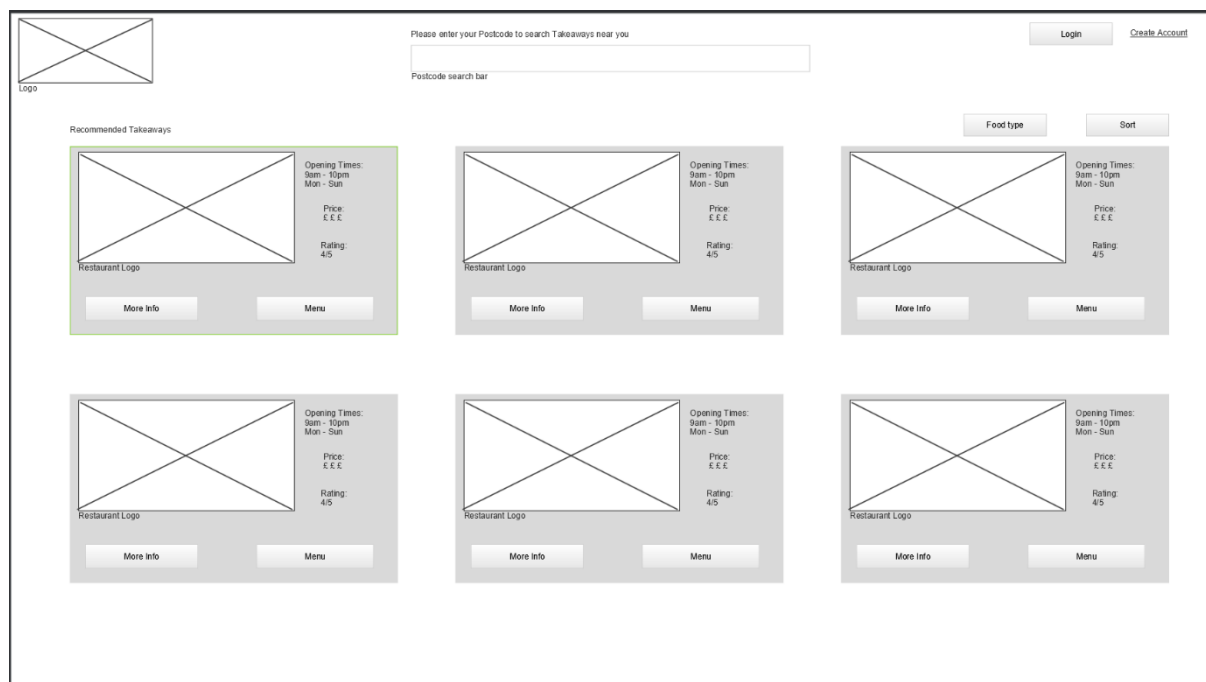 Please enter your Postcode to search Takeaways near you
Login
Create Account
Postcode search bar
Logo
Food type
Sort
Recommended Takeaways
Opening Times:
9am - 10pm
Mon - Sun
Price:
£ £ £
Rating:
4/5
Restaurant Logo
More Info
Menu
Opening Times:
9am - 10pm
Mon - Sun
Price:
£ £ £
Rating:
4/5
Restaurant Logo
More Info
Menu
Opening Times:
9am - 10pm
Mon - Sun
Price:
£ £ £
Rating:
4/5
Restaurant Logo
More Info
Menu
Opening Times:
9am - 10pm
Mon - Sun
Price:
£ £ £
Rating:
4/5
Restaurant Logo
More Info
Menu
Opening Times:
9am - 10pm
Mon - Sun
Price:
£ £ £
Rating:
4/5
Restaurant Logo
More Info
Menu
Opening Times:
9am - 10pm
Mon - Sun
Price:
£ £ £
Rating:
4/5
Restaurant Logo
More Info
Menu